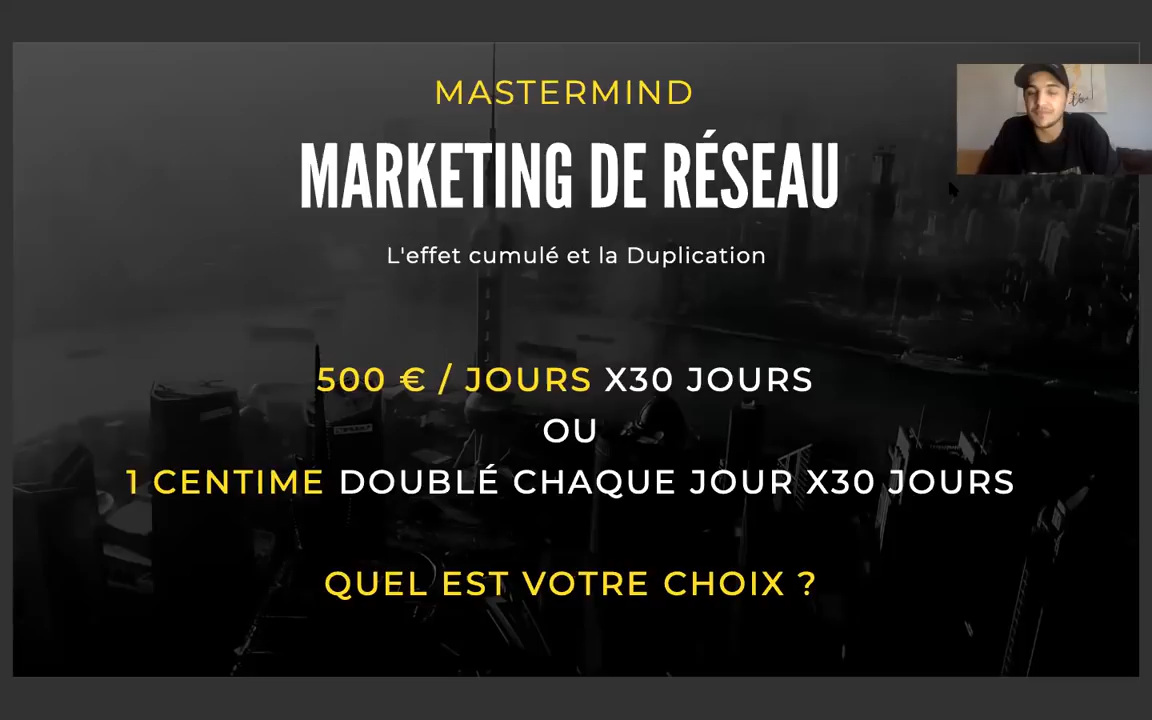 MASTERMIND
MARKETING DE RÉSEAU
L'effet cumulé et la Duplication
500 € / JOURS X30 JOURS
OU
1 CENTIME DOUBLÉ CHAQUE JOUR X30 JOURS
QUEL EST VOTRE CHOIX ?